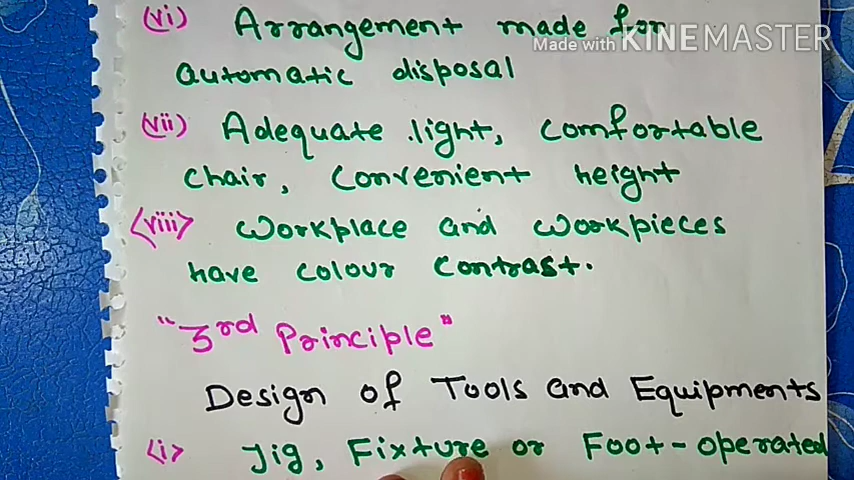 (vi) Arrangement made for
Made with KINEMASTER
automatic disposal
(vii) Adequate light, comfortable
chair, convenient height
(viii) workplace and workpieces
have colour contrast.
"3rd Principle"
Design of Tools and Equipments
(i) Jig, Fixture or Foot-operated